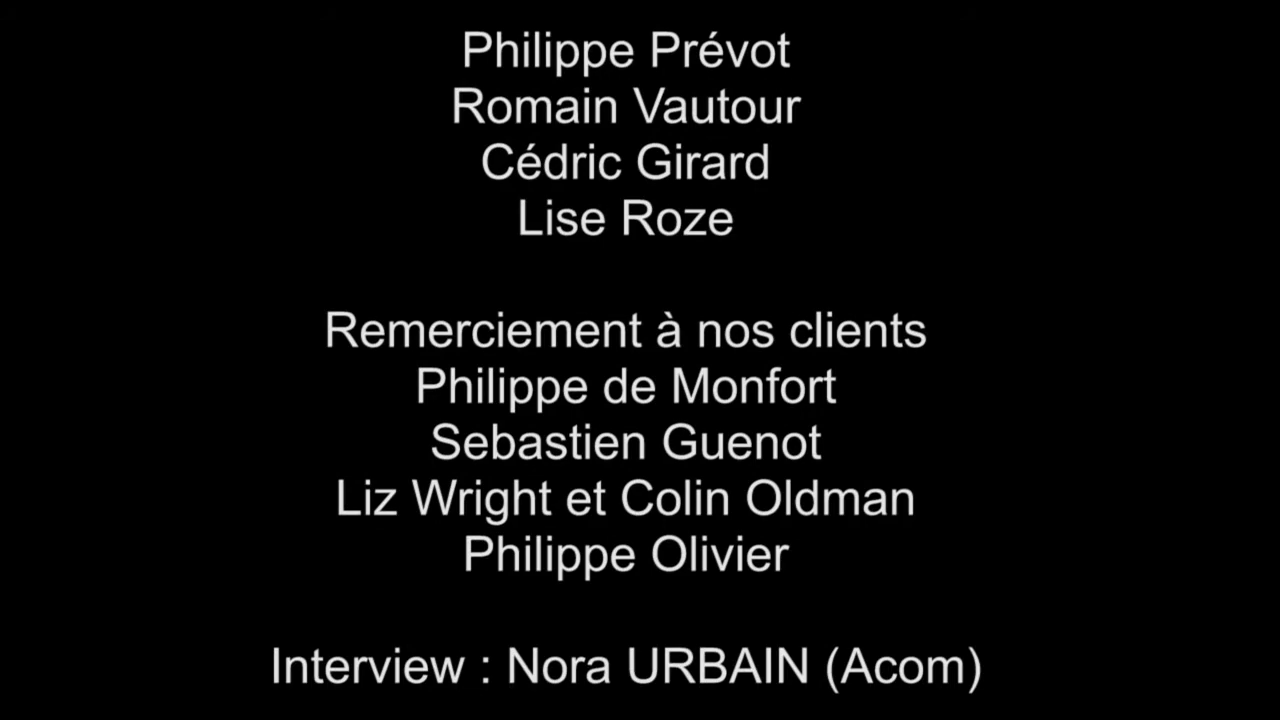 Philippe Prévot
Romain Vautour
Cédric Girard
Lise Roze
Remerciement à nos clients
Philippe de Monfort
Sebastien Guenot
Liz Wright et Colin Oldman
Philippe Olivier
Interview : Nora URBAIN (Acom)